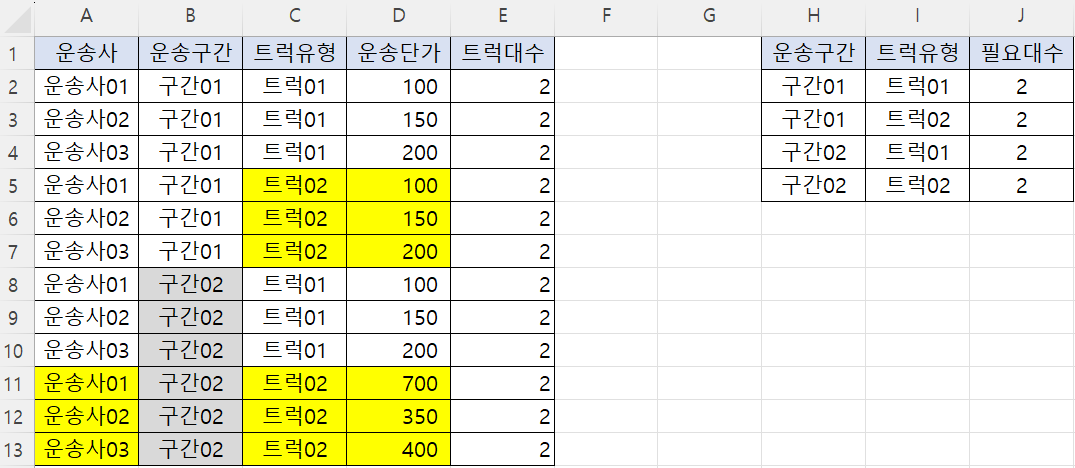 A B C D E F G H I J
1 운송사 운송구간 트럭유형 운송단가 트럭대수 운송구간 트럭유형 필요대수
2 운송사01 구간01 트럭01 100 2 구간01 트럭01 2
3 운송사02 구간01 트럭01 150 2 구간01 트럭02 2
4 운송사03 구간01 트럭01 200 2 구간02 트럭01 2
5 운송사01 구간01 트럭02 100 2 구간02 트럭02 2
6 운송사02 구간01 트럭02 150 2
7 운송사03 구간01 트럭02 200 2
8 운송사01 구간02 트럭01 100 2
9 운송사02 구간02 트럭01 150 2
10 운송사03 구간02 트럭01 200 2
11 운송사01 구간02 트럭02 700 2
12 운송사02 구간02 트럭02 350 2
13 운송사03 구간02 트럭02 400 2